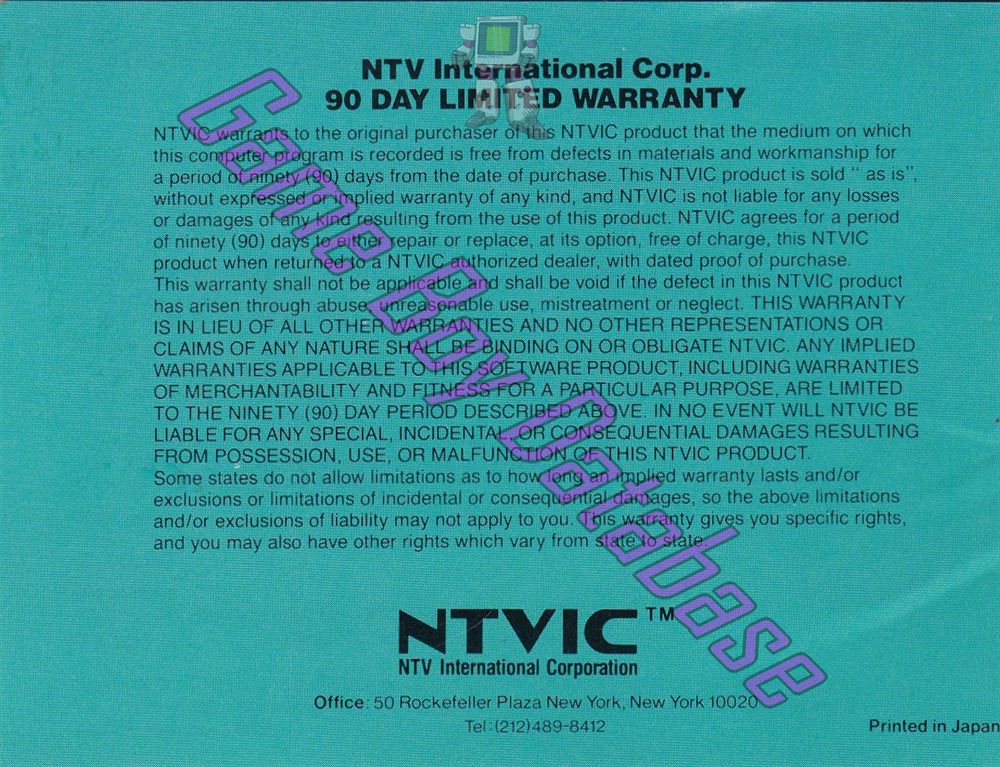 NTV International Corp.
90 DAY LIMITED WARRANTY
NTVIC warrants to the original purchaser of this NTVIC product that the medium on which
this computer program is recorded is free from defects in materials and workmanship for
a period of ninety (90) days from the date of purchase. This NTVIC product is sold " as is",
without expressed or implied warranty of any kind, and NTVIC is not liable for any losses
or damages of any kind resulting from the use of this product. NTVIC agrees for a period
of ninety (90) days to either repair or replace, at its option, free of charge, this NTVIC
product when returned to a NTVIC authorized dealer, with dated proof of purchase.
This warranty shall not be applicable and shall be void if the defect in this NTVIC product
has arisen through abuse, unreasonable use, mistreatment or neglect. THIS WARRANTY
IS IN LIEU OF ALL OTHER WARRANTIES AND NO OTHER REPRESENTATIONS OR
CLAIMS OF ANY NATURE SHALL BE BINDING ON OR OBLIGATE NTVIC. ANY IMPLIED
WARRANTIES APPLICABLE TO THIS SOFTWARE PRODUCT, INCLUDING WARRANTIES
OF MERCHANTABILITY AND FITNESS FOR A PARTICULAR PURPOSE, ARE LIMITED
TO THE NINETY (90) DAY PERIOD DESCRIBED ABOVE. IN NO EVENT WILL NTVIC BE
LIABLE FOR ANY SPECIAL, INCIDENTAL, OR CONSEQUENTIAL DAMAGES RESULTING
FROM POSSESSION, USE, OR MALFUNCTION OF THIS NTVIC PRODUCT.
Some states do not allow limitations as to how long an implied warranty lasts and/or
exclusions or limitations of incidental or consequential damages, so the above limitations
and/or exclusions of liability may not apply to you. This warranty gives you specific rights,
and you may also have other rights which vary from state to state.
Game Boy Database
NTVIC™
NTV International Corporation
Office: 50 Rockefeller Plaza New York, New York 10020
Tel:(212)489-8412
Printed in Japan